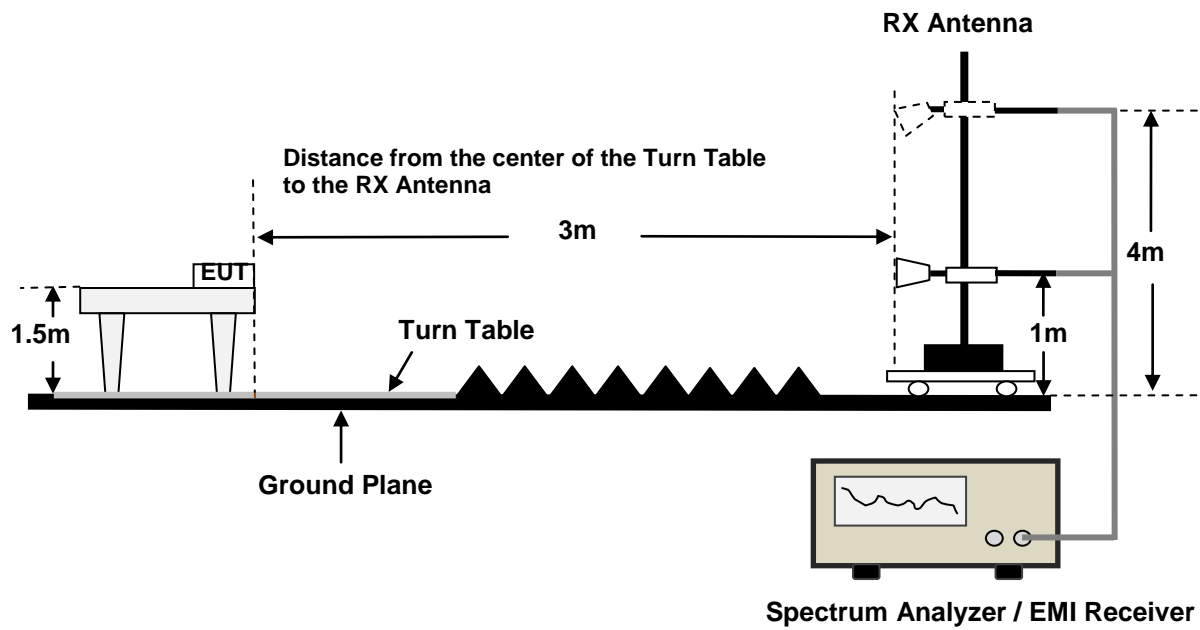 RX Antenna
Distance from the center of the Turn Table
to the RX Antenna
3m
4m
EUT
1.5m
Turn Table
1m
Ground Plane
Spectrum Analyzer / EMI Receiver